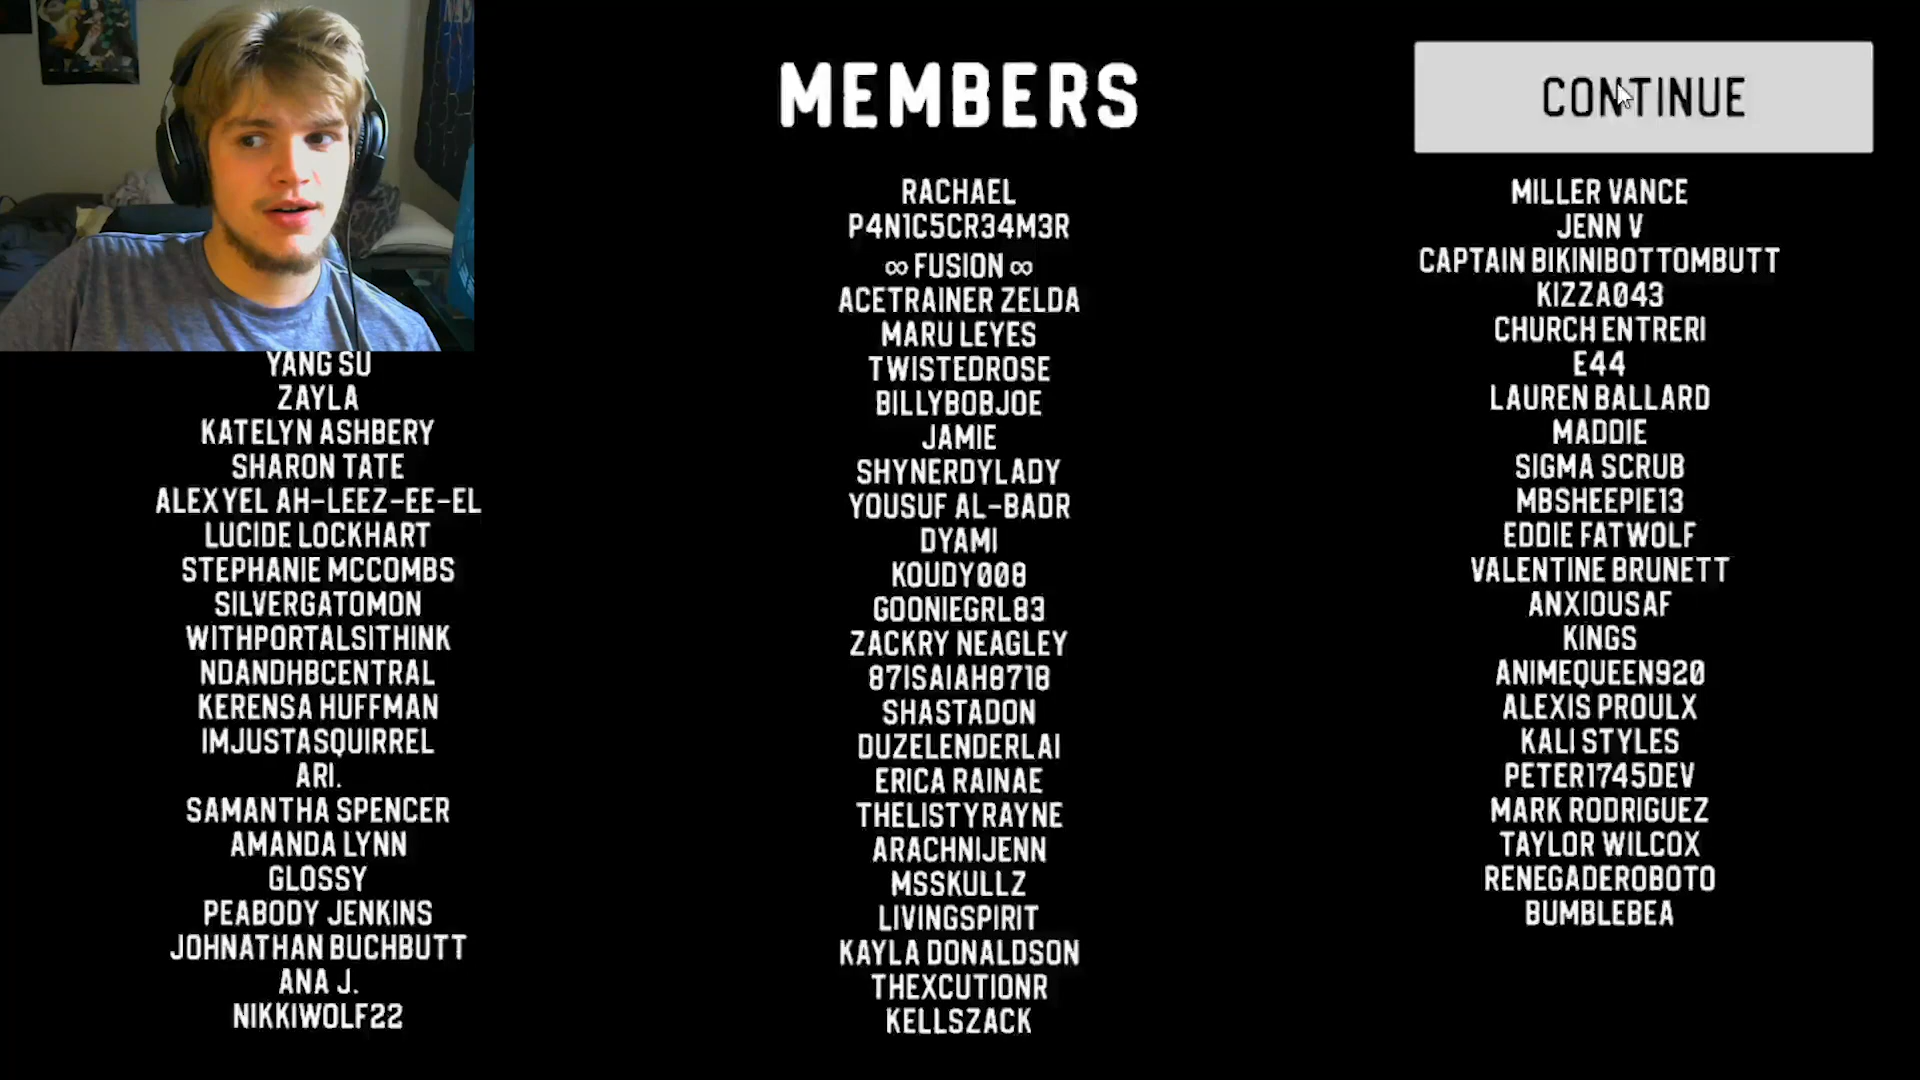 MEMBERS
CONTINUE
YANG SU
ZAYLA
KATELYN ASHBERY
SHARON TATE
ALEXYEL AH-LEEZ-EE-EL
LUCIDE LOCKHART
STEPHANIE MCCOMBS
SILVERGATOMON
WITHPORTALSITHINK
NDANDHBCENTRAL
KERENSA HUFFMAN
IMJUSTASQUIRREL
ARI.
SAMANTHA SPENCER
AMANDA LYNN
GLOSSY
PEABODY JENKINS
JOHNATHAN BUCHBUTT
ANA J.
NIKKIWOLF22
RACHAEL
P4N1C5CR34M3R
∞ FUSION ∞
ACETRAINER ZELDA
MARU LEYES
TWISTEDROSE
BILLYBOBJOE
JAMIE
SHYNERDYLADY
YOUSUF AL-BADR
DYAMI
KOUDY008
GOONIEGRL83
ZACKRY NEAGLEY
87ISAIAH8718
SHASTADON
DUZELENDERLAI
ERICA RAINAE
THELISTYRAYNE
ARACHNIJENN
MSSKULLZ
LIVINGSPIRIT
KAYLA DONALDSON
THEXCUTIONR
KELLSZACK
MILLER VANCE
JENN V
CAPTAIN BIKINIBOTTOMBUTT
KIZZA043
CHURCH ENTRERI
E44
LAUREN BALLARD
MADDIE
SIGMA SCRUB
MBSHEEPIE13
EDDIE FATWOLF
VALENTINE BRUNETT
ANXIOUSAF
KINGS
ANIMEQUEEN920
ALEXIS PROULX
KALI STYLES
PETER1745DEV
MARK RODRIGUEZ
TAYLOR WILCOX
RENEGADEROBOTO
BUMBLEBEA